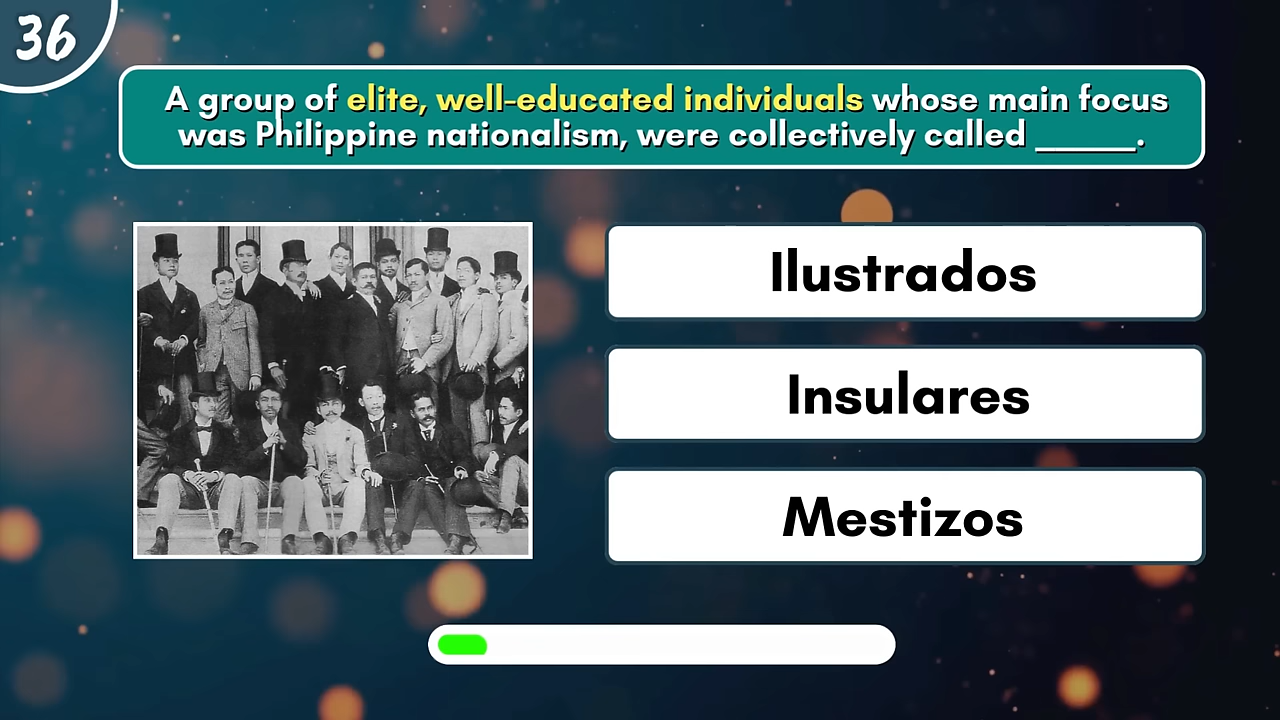 36
A group of elite, well-educated individuals whose main focus
was Philippine nationalism, were collectively called ______.
Ilustrados
Insulares
Mestizos